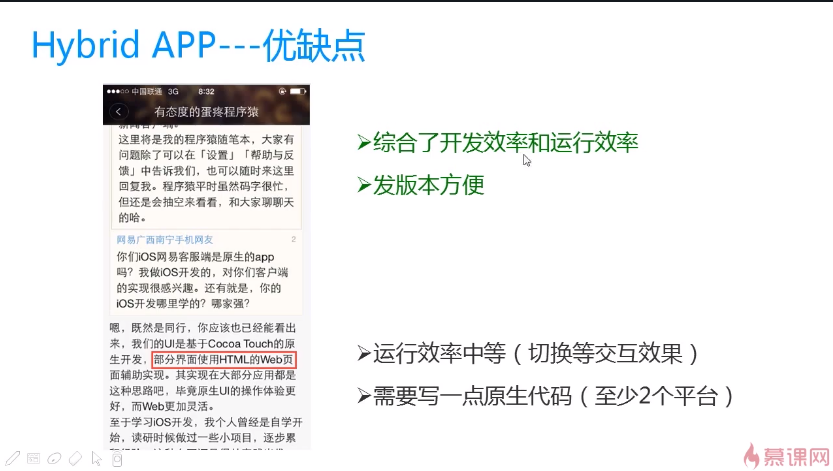 Hybrid APP---优缺点
中国联通 3G 8:32
有态度的蛋疼程序猿
这里将是我的程序猿随笔本，大家有
问题除了可以在「设置」「帮助与反
馈」中告诉我们，也可以随时来这里
回复我。程序猿平时虽然码字很忙，
但还是会抽空来看看，和大家聊聊天
的哈。
网易广西南宁手机网友 2
你们iOS网易客服端是原生的app
吗？我做iOS开发的，对你们客户端
的实现很感兴趣。还有就是，你的
iOS开发哪里学的？哪家强？
嗯，既然是同行，你应该也已经能看出
来，我们的UI是基于Cocoa Touch的原
生开发，部分界面使用HTML的Web页
面辅助实现。其实现在大部分应用都是
这种思路吧，毕竟原生UI的操作体验更
好，而Web更加灵活。
至于学习iOS开发，我个人曾经是自学开
始，读研时候做过一些小项目，逐步累
综合了开发效率和运行效率
发版本方便
运行效率中等（切换等交互效果）
需要写一点原生代码（至少2个平台）
慕课网